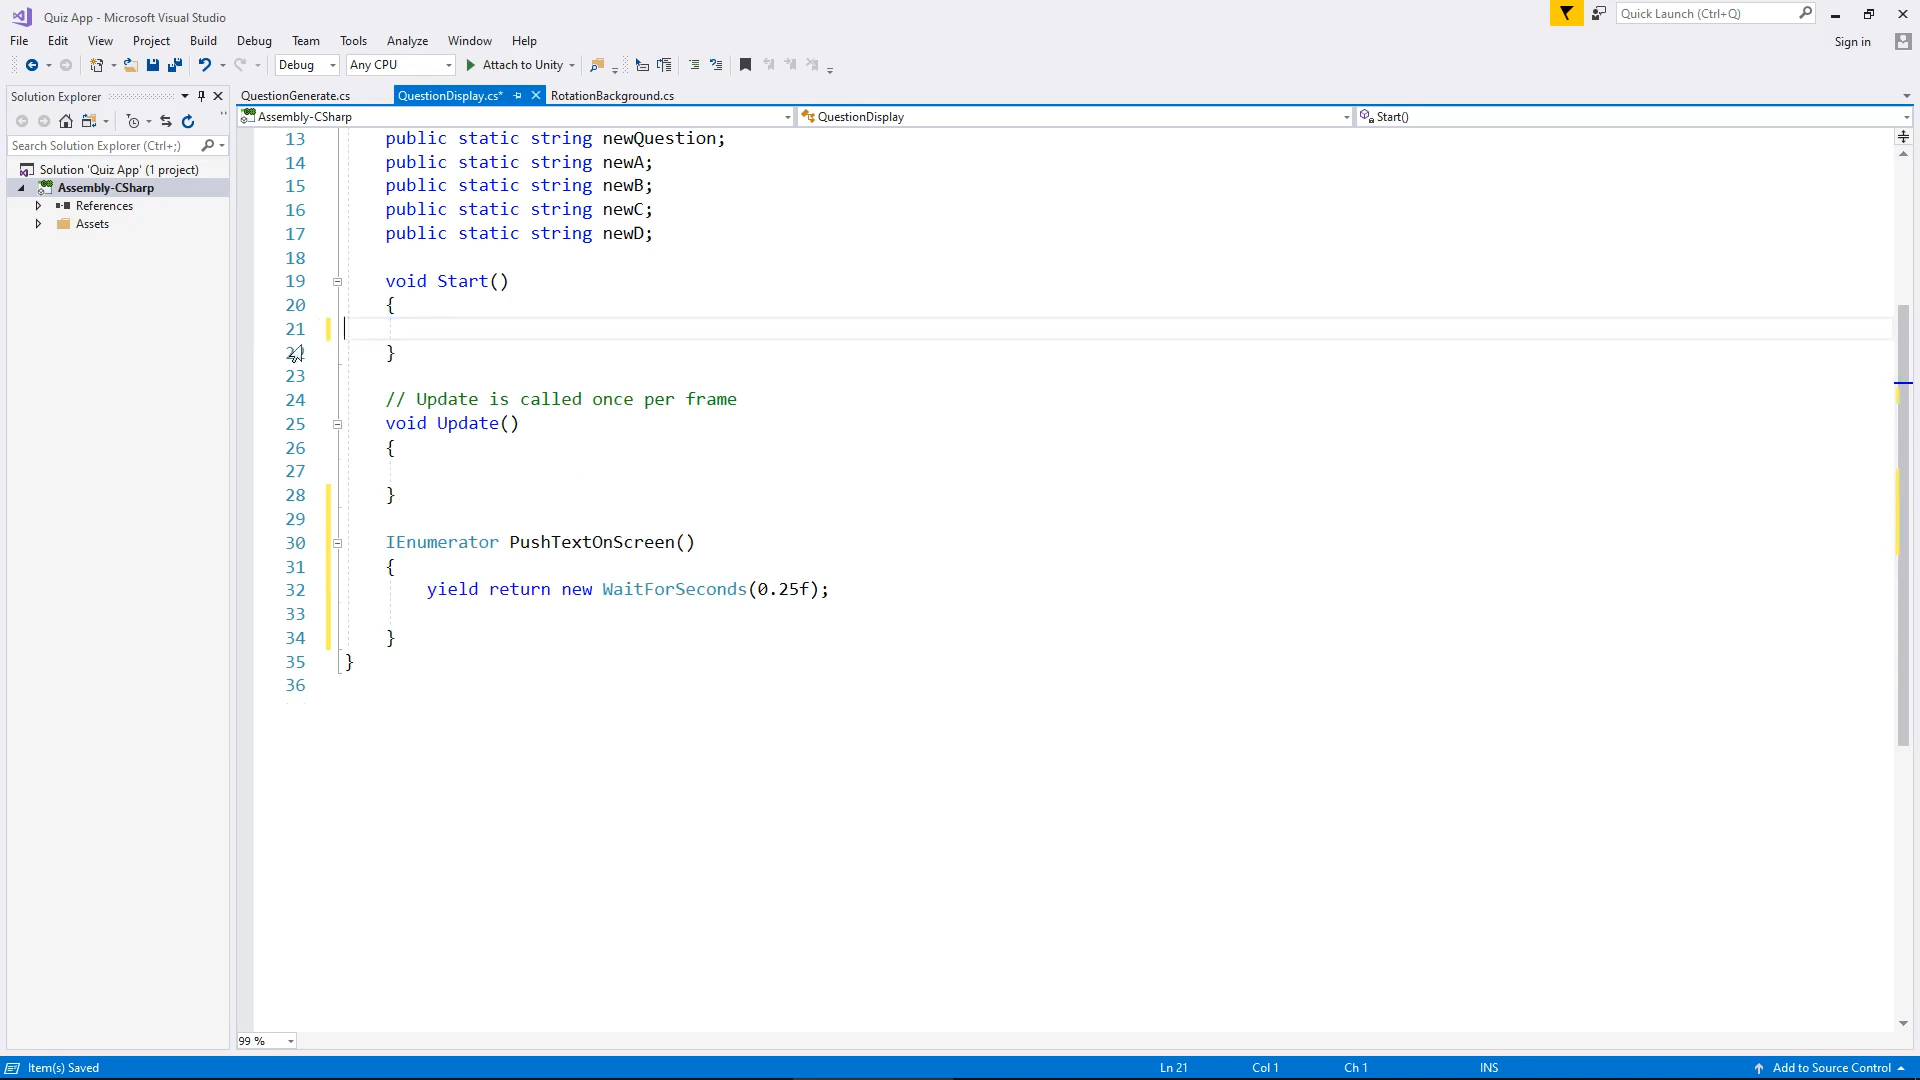 Quiz App - Microsoft Visual Studio
Quick Launch (Ctrl+Q)
File Edit View Project Build Debug Team Tools Analyze Window Help
Sign in
Debug Any CPU Attach to Unity
Solution Explorer
QuestionGenerate.cs QuestionDisplay.cs* RotationBackground.cs
Assembly-CSharp QuestionDisplay Start()
Search Solution Explorer (Ctrl+;)
Solution 'Quiz App' (1 project)
Assembly-CSharp
References
Assets
13 public static string newQuestion;
14 public static string newA;
15 public static string newB;
16 public static string newC;
17 public static string newD;
18
19 void Start()
20 {
21
22 }
23
24 // Update is called once per frame
25 void Update()
26 {
27
28 }
29
30 IEnumerator PushTextOnScreen()
31 {
32 yield return new WaitForSeconds(0.25f);
33
34 }
35 }
36
99 %
Item(s) Saved Ln 21 Col 1 Ch 1 INS Add to Source Control